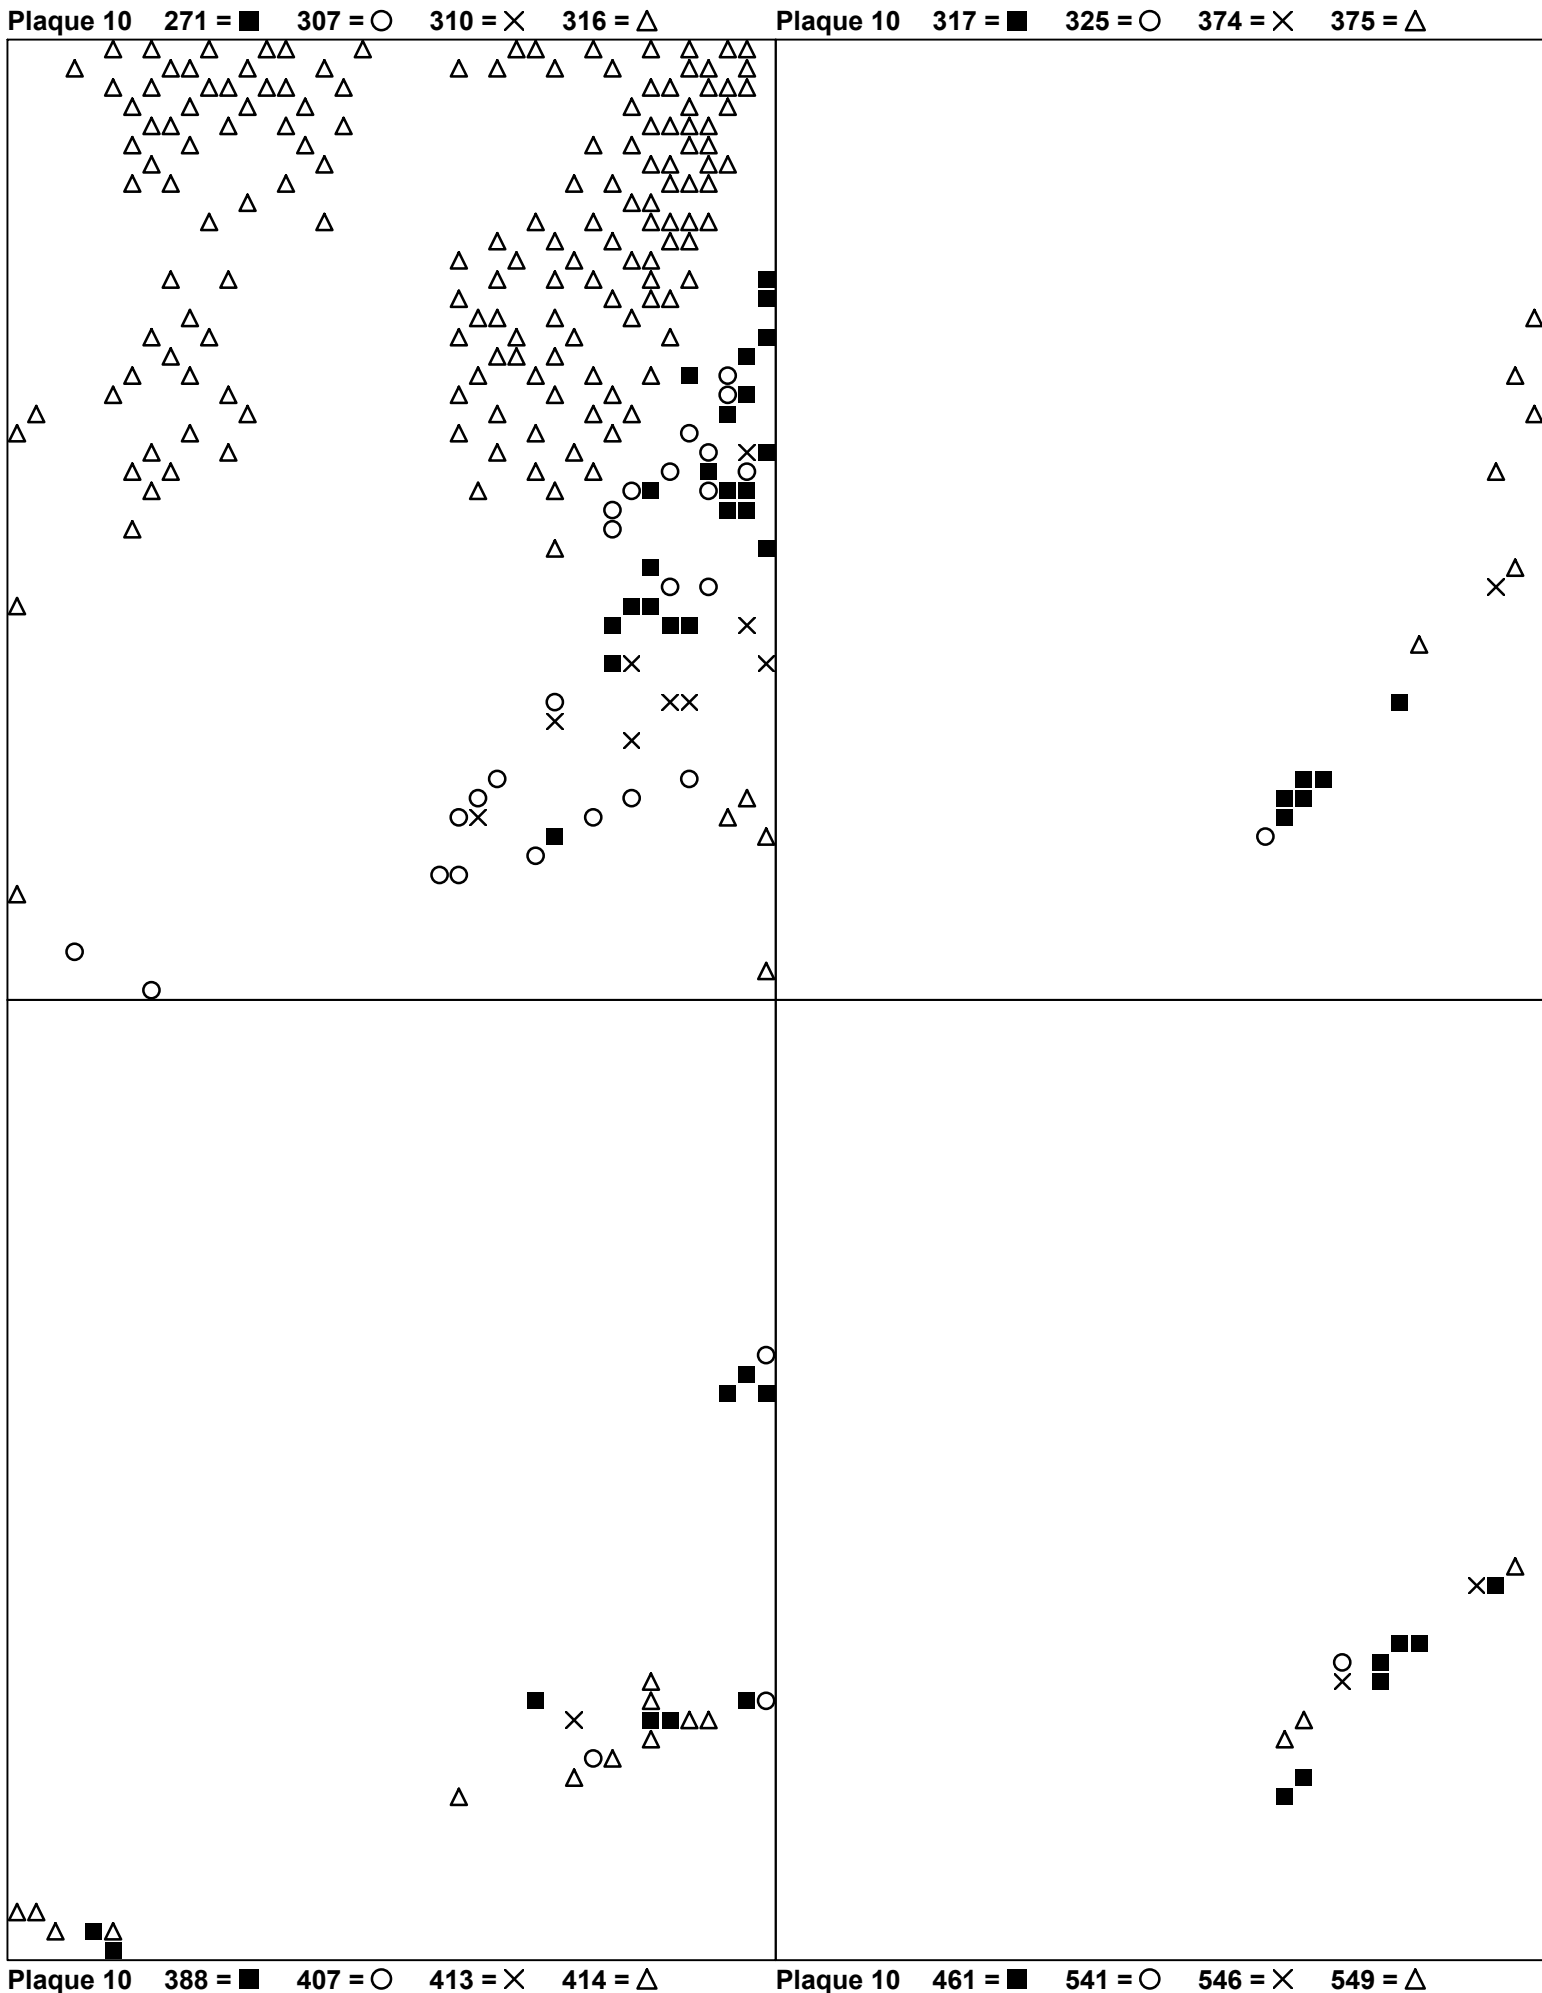 Plaque 10 271 = ■ 307 = ○ 310 = × 316 = △
Plaque 10 317 = ■ 325 = ○ 374 = × 375 = △
Plaque 10 388 = ■ 407 = ○ 413 = × 414 = △
Plaque 10 461 = ■ 541 = ○ 546 = × 549 = △